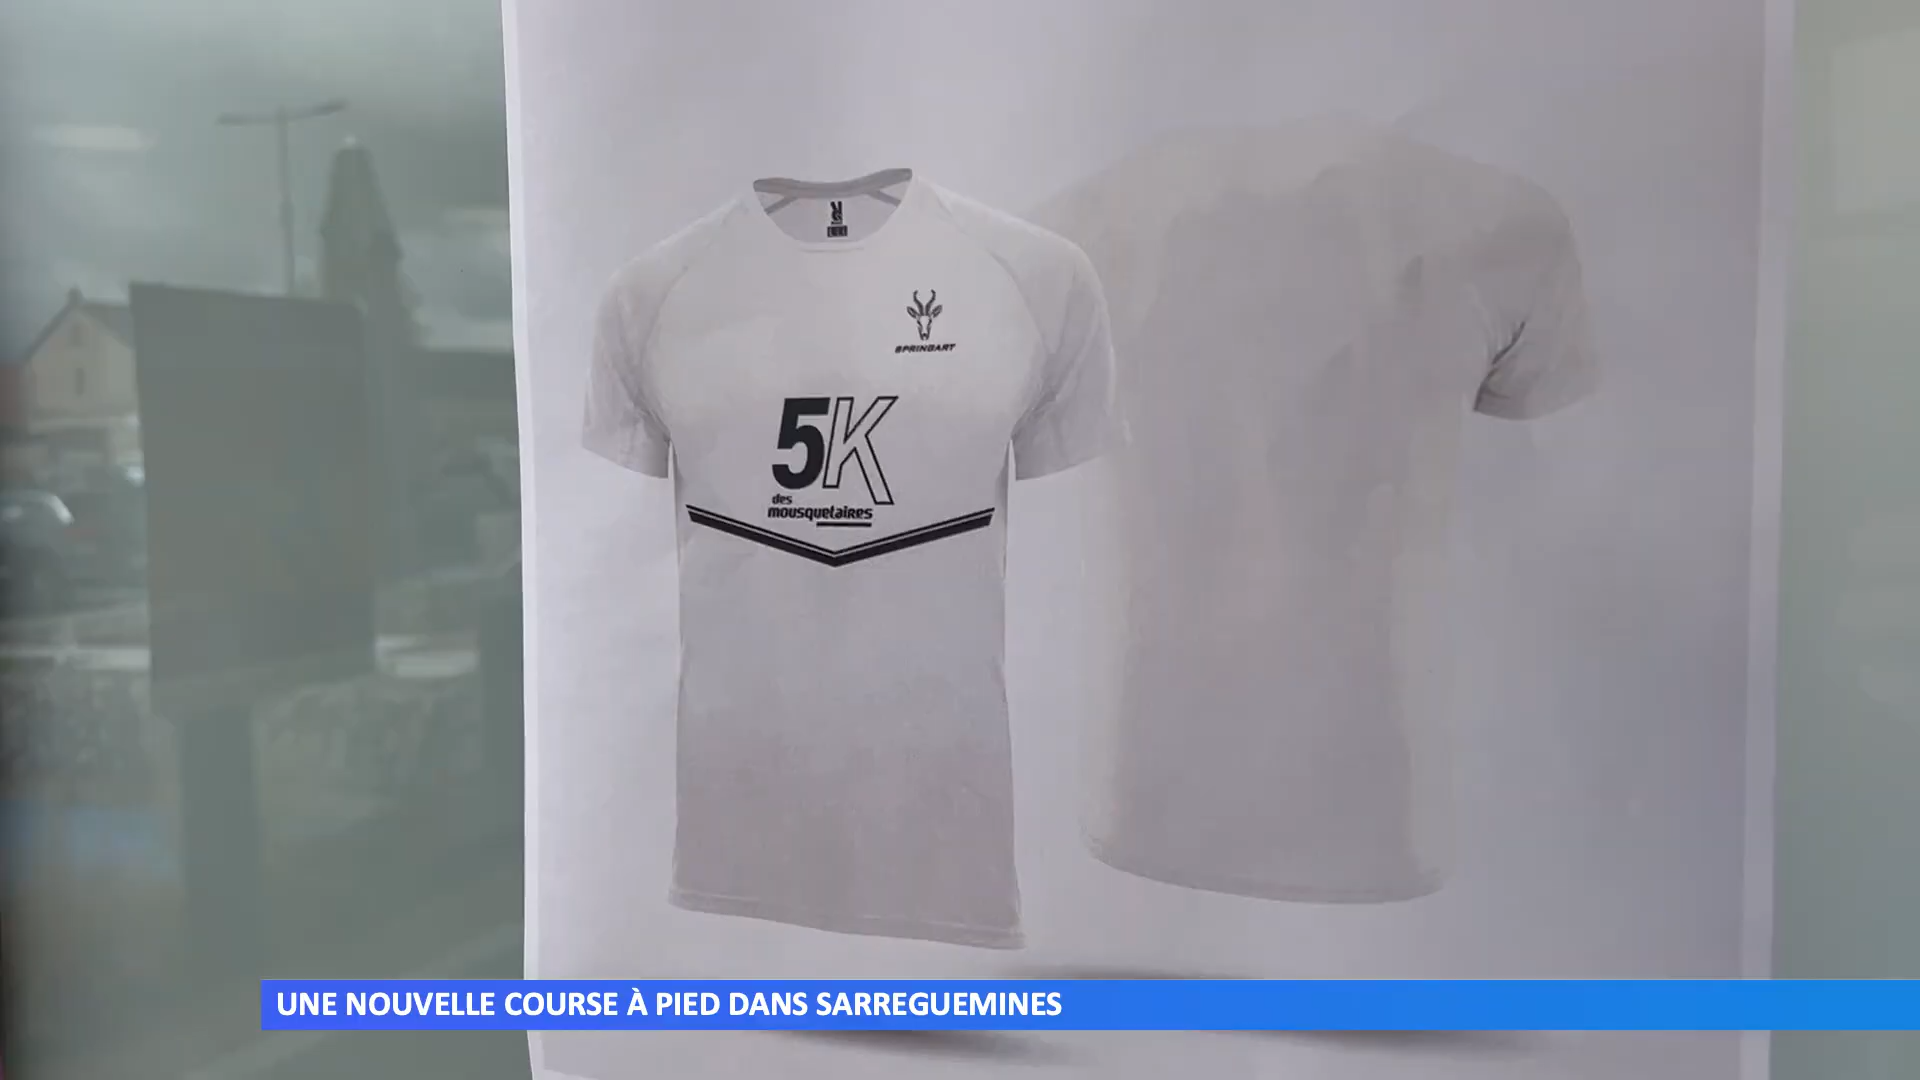 SPRINGART
5K
des
mousquetaires
UNE NOUVELLE COURSE À PIED DANS SARREGUEMINES